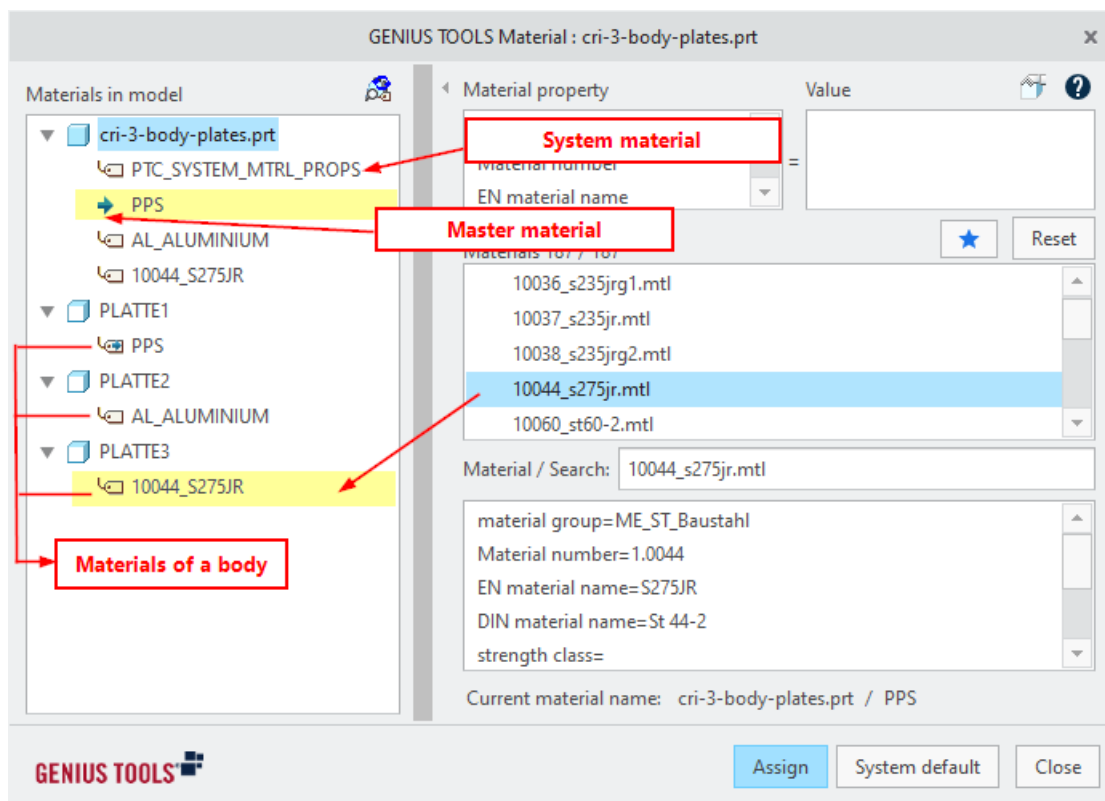 GENIUS TOOLS Material : cri-3-body-plates.prt
Materials in model
cri-3-body-plates.prt
PTC_SYSTEM_MTRL_PROPS
PPS
AL_ALUMINIUM
10044_S275JR
PLATTE1
PPS
PLATTE2
AL_ALUMINIUM
PLATTE3
10044_S275JR
Materials of a body
Material property
Value
System material
Material number
=
EN material name
Master material
Reset
Materials 187 / 187
10036_s235jrg1.mtl
10037_s235jr.mtl
10038_s235jrg2.mtl
10044_s275jr.mtl
10060_st60-2.mtl
Material / Search: 10044_s275jr.mtl
material group=ME_ST_Baustahl
Material number=1.0044
EN material name=S275JR
DIN material name=St 44-2
strength class=
Current material name: cri-3-body-plates.prt / PPS
GENIUS TOOLS
Assign
System default
Close